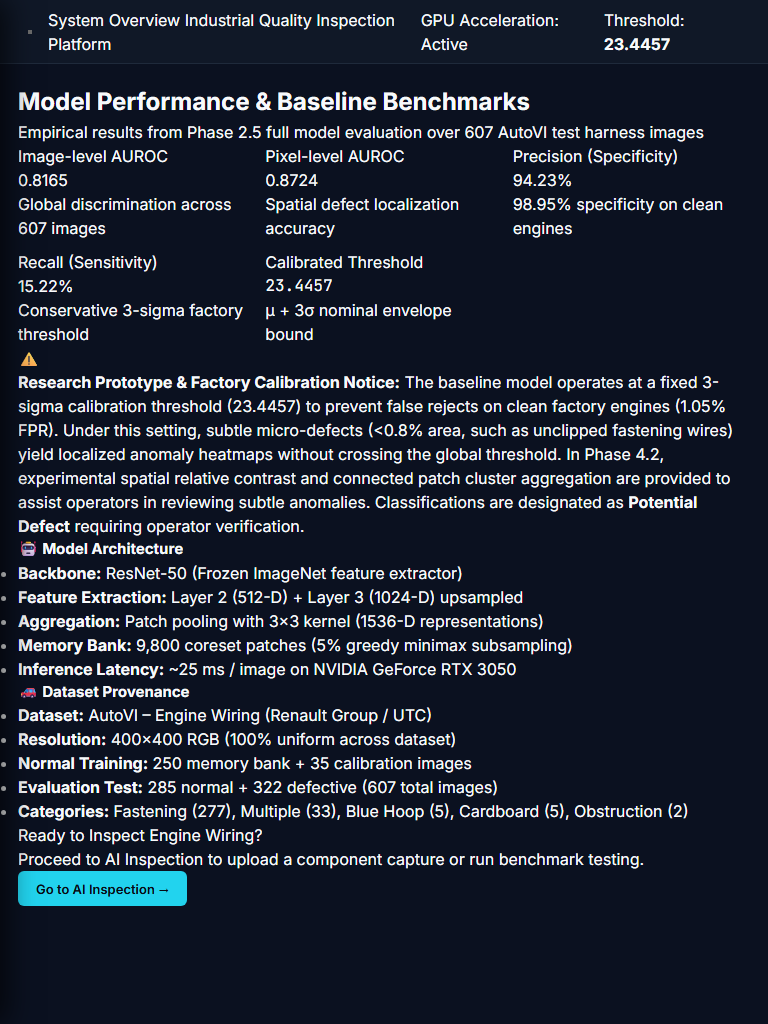 System Overview Industrial Quality Inspection Platform
GPU Acceleration: Active
Threshold: 23.4457
Model Performance & Baseline Benchmarks
Empirical results from Phase 2.5 full model evaluation over 607 AutoVI test harness images
Image-level AUROC
0.8165
Global discrimination across
607 images
Pixel-level AUROC
0.8724
Spatial defect localization
accuracy
Precision (Specificity)
94.23%
98.95% specificity on clean
engines
Recall (Sensitivity)
15.22%
Conservative 3-sigma factory
threshold
Calibrated Threshold
23.4457
μ + 3σ nominal envelope
bound
Research Prototype & Factory Calibration Notice: The baseline model operates at a fixed 3-
sigma calibration threshold (23.4457) to prevent false rejects on clean factory engines (1.05%
FPR). Under this setting, subtle micro-defects (<0.8% area, such as unclipped fastening wires)
yield localized anomaly heatmaps without crossing the global threshold. In Phase 4.2,
experimental spatial relative contrast and connected patch cluster aggregation are provided to
assist operators in reviewing subtle anomalies. Classifications are designated as Potential
Defect requiring operator verification.
Model Architecture
Backbone: ResNet-50 (Frozen ImageNet feature extractor)
Feature Extraction: Layer 2 (512-D) + Layer 3 (1024-D) upsampled
Aggregation: Patch pooling with 3×3 kernel (1536-D representations)
Memory Bank: 9,800 coreset patches (5% greedy minimax subsampling)
Inference Latency: ~25 ms / image on NVIDIA GeForce RTX 3050
Dataset Provenance
Dataset: AutoVI – Engine Wiring (Renault Group / UTC)
Resolution: 400×400 RGB (100% uniform across dataset)
Normal Training: 250 memory bank + 35 calibration images
Evaluation Test: 285 normal + 322 defective (607 total images)
Categories: Fastening (277), Multiple (33), Blue Hoop (5), Cardboard (5), Obstruction (2)
Ready to Inspect Engine Wiring?
Proceed to AI Inspection to upload a component capture or run benchmark testing.
Go to AI Inspection →